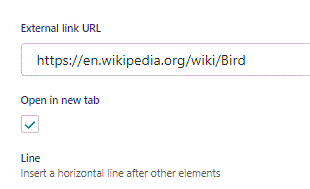 External link URL
https://en.wikipedia.org/wiki/Bird
Open in new tab
Line
Insert a horizontal line after other elements